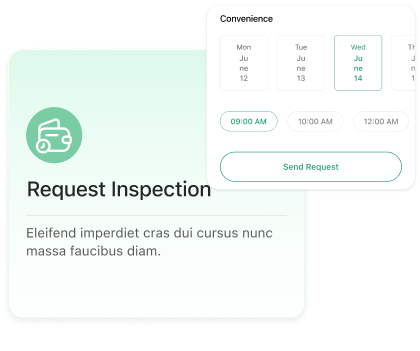 Convenience
Mon Tue Wed Th
Ju Ju Ju J
ne ne ne
12 13 14 1
09:00 AM 10:00 AM 12:00 AM
Send Request
Request Inspection
Eleifend imperdiet cras dui cursus nunc
massa faucibus diam.